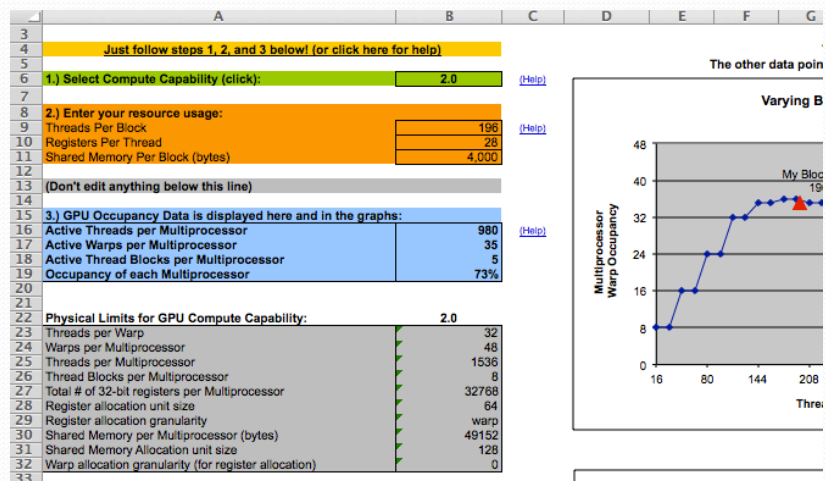 A B C D E F G
3
4 Just follow steps 1, 2, and 3 below! (or click here for help)
5 The other data poin
6 1.) Select Compute Capability (click): 2.0 (Help)
7 Varying B
8 2.) Enter your resource usage:
9 Threads Per Block 196 (Help)
10 Registers Per Thread 28 48
11 Shared Memory Per Block (bytes) 4,000
12
13 (Don't edit anything below this line) 40 My Bloc
14 19
15 3.) GPU Occupancy Data is displayed here and in the graphs:
16 Active Threads per Multiprocessor 980 (Help) 32
17 Active Warps per Multiprocessor 35
18 Active Thread Blocks per Multiprocessor 5 24
19 Occupancy of each Multiprocessor 73%
Multiprocessor
Warp Occupancy
20 16
21
22 Physical Limits for GPU Compute Capability: 2.0
23 Threads per Warp 32 8
24 Warps per Multiprocessor 48
25 Threads per Multiprocessor 1536 0
26 Thread Blocks per Multiprocessor 8 16 80 144 208
27 Total # of 32-bit registers per Multiprocessor 32768
28 Register allocation unit size 64 Threa
29 Register allocation granularity warp
30 Shared Memory per Multiprocessor (bytes) 49152
31 Shared Memory Allocation unit size 128
32 Warp allocation granularity (for register allocation) 0
33